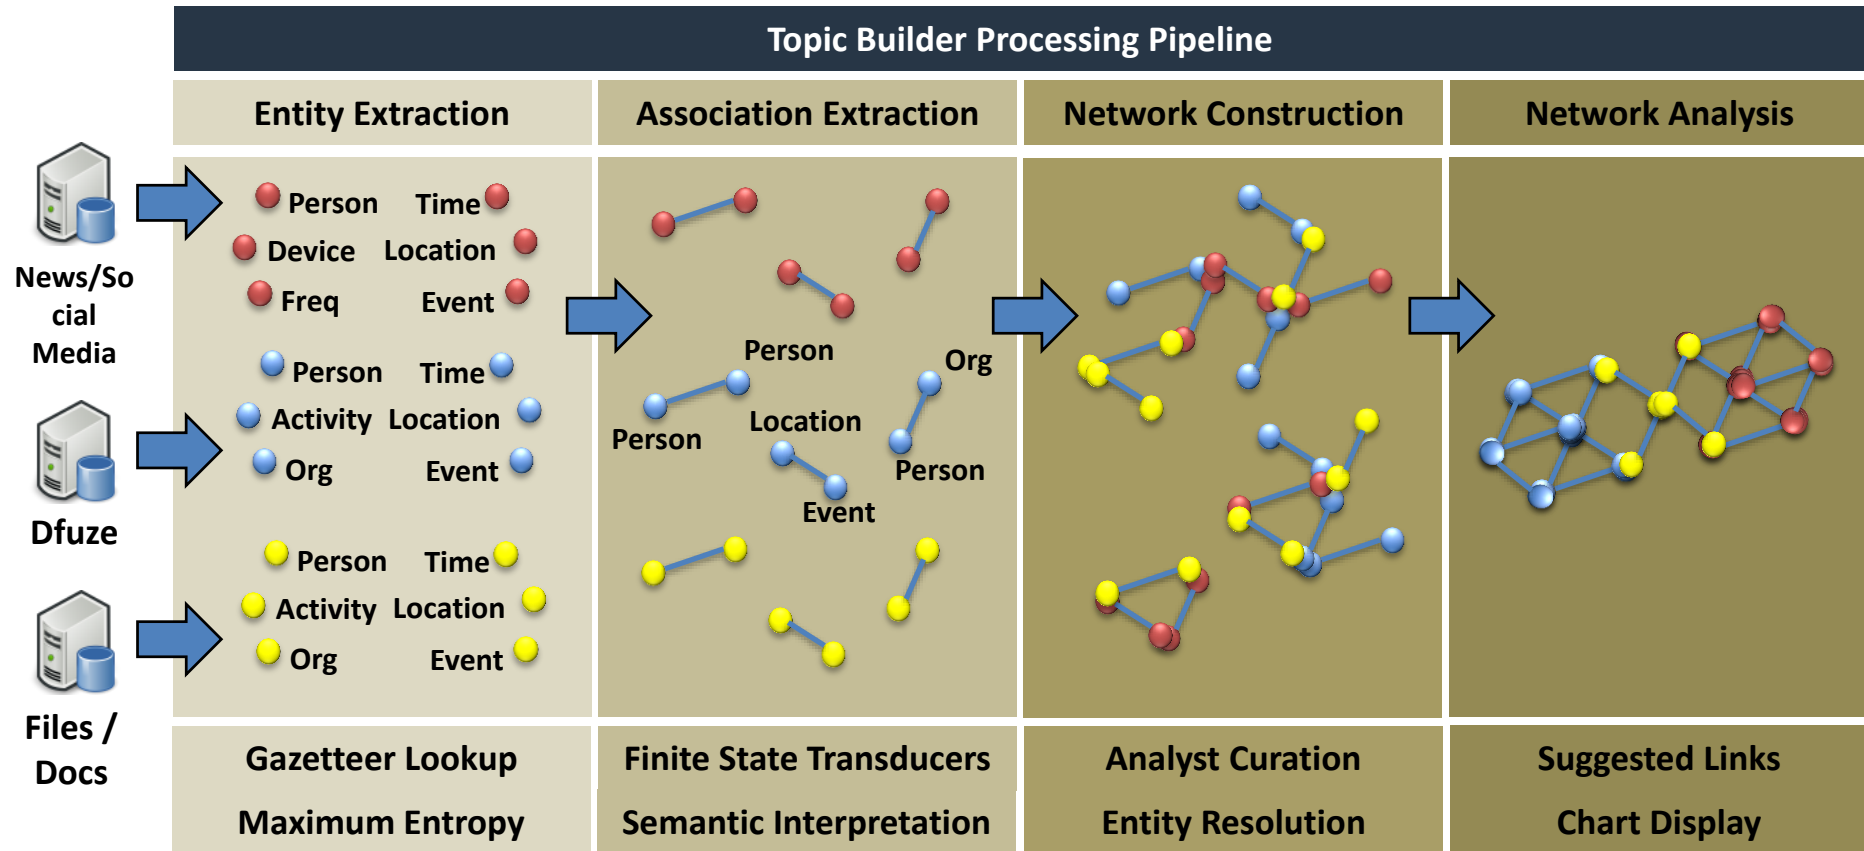 Topic Builder Processing Pipeline
Entity Extraction
Association Extraction
Network Construction
Network Analysis
News/So
cial
Media
Dfuze
Files /
Docs
Person Time
Device Location
Freq Event
Person Time
Activity Location
Org Event
Person Time
Activity Location
Org Event
Person
Org
Person
Location
Person
Event
Gazetteer Lookup
Maximum Entropy
Finite State Transducers
Semantic Interpretation
Analyst Curation
Entity Resolution
Suggested Links
Chart Display